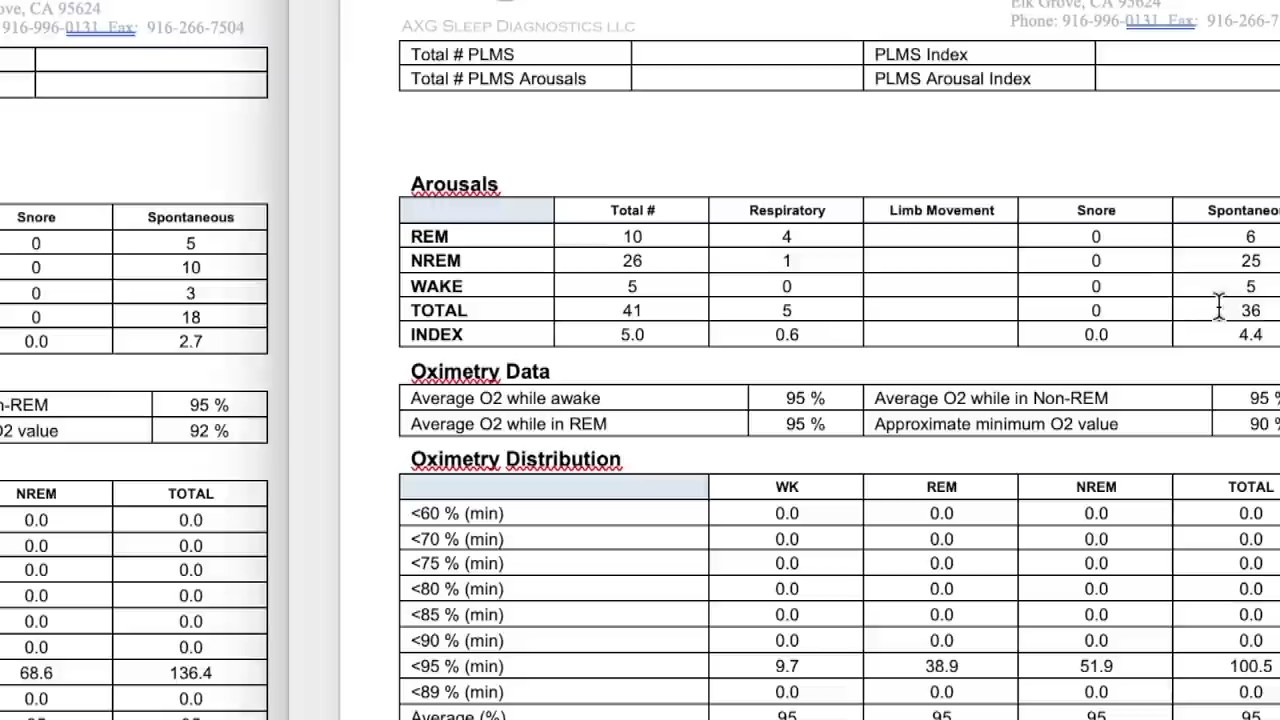 ove, CA 95624
916-996-0131 Fax: 916-266-7504
Snore Spontaneous
0 5
0 10
0 3
0 18
0.0 2.7
n-REM 95 %
O2 value 92 %
NREM TOTAL
0.0 0.0
0.0 0.0
0.0 0.0
0.0 0.0
0.0 0.0
0.0 0.0
68.6 136.4
0.0 0.0
AXG SLEEP DIAGNOSTICS LLC
Elk Grove, CA 95624
Phone: 916-996-0131 Fax: 916-266-7
Total # PLMS PLMS Index
Total # PLMS Arousals PLMS Arousal Index
Arousals
Total # Respiratory Limb Movement Snore Spontaneo
REM 10 4 0 6
NREM 26 1 0 25
WAKE 5 0 0 5
TOTAL 41 5 0 36
INDEX 5.0 0.6 0.0 4.4
Oximetry Data
Average O2 while awake 95 % Average O2 while in Non-REM 95 %
Average O2 while in REM 95 % Approximate minimum O2 value 90 %
Oximetry Distribution
WK REM NREM TOTAL
<60 % (min) 0.0 0.0 0.0 0.0
<70 % (min) 0.0 0.0 0.0 0.0
<75 % (min) 0.0 0.0 0.0 0.0
<80 % (min) 0.0 0.0 0.0 0.0
<85 % (min) 0.0 0.0 0.0 0.0
<90 % (min) 0.0 0.0 0.0 0.0
<95 % (min) 9.7 38.9 51.9 100.5
<89 % (min) 0.0 0.0 0.0 0.0
Average (%) 95 95 95 95